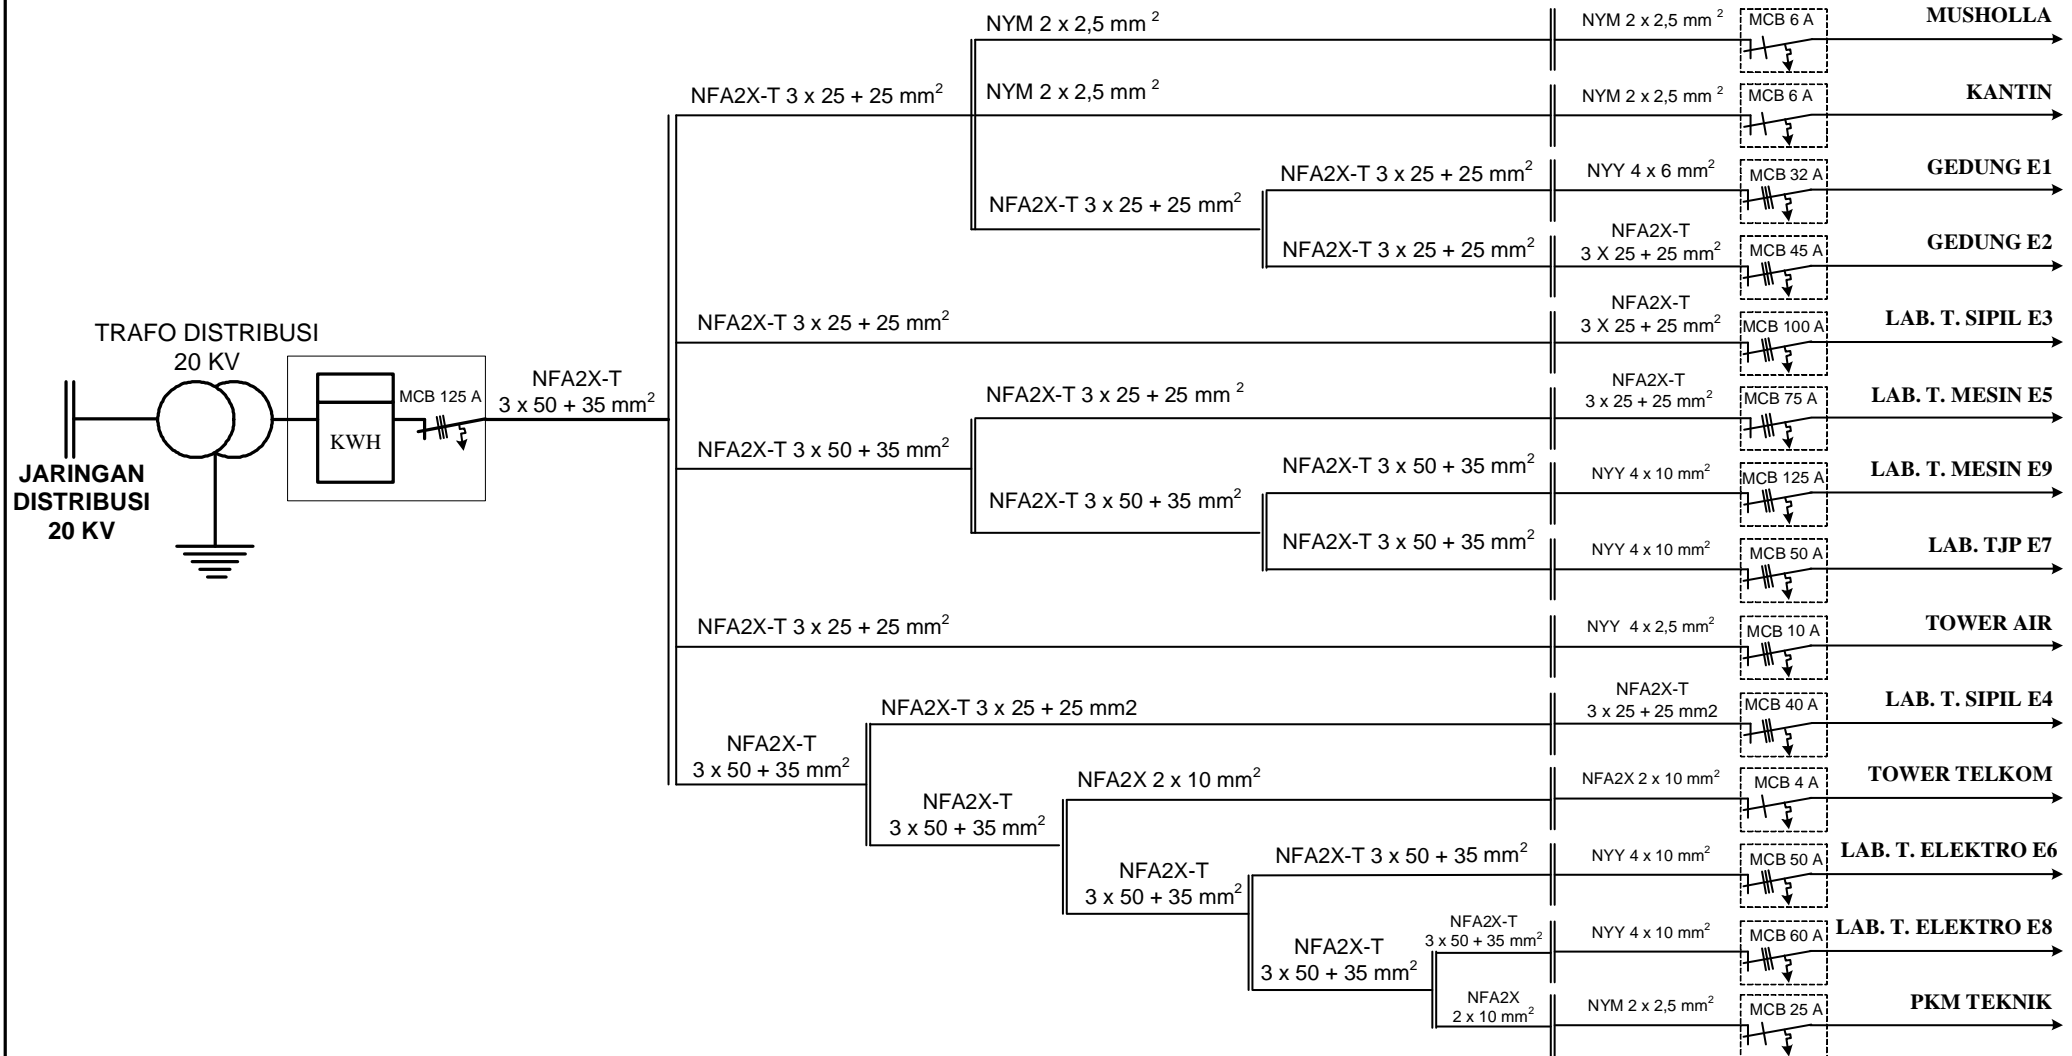 NYM 2 x 2,5 mm ²
NYM 2 x 2,5 mm ²
MCB 6 A
MUSHOLLA
NFA2X-T 3 x 25 + 25 mm²
NYM 2 x 2,5 mm ²
NYM 2 x 2,5 mm ²
MCB 6 A
KANTIN
NFA2X-T 3 x 25 + 25 mm²
NFA2X-T 3 x 25 + 25 mm²
NYY 4 x 6 mm²
MCB 32 A
GEDUNG E1
NFA2X-T 3 x 25 + 25 mm²
NFA2X-T
3 X 25 + 25 mm²
MCB 45 A
GEDUNG E2
NFA2X-T 3 x 25 + 25 mm²
NFA2X-T
3 X 25 + 25 mm²
MCB 100 A
LAB. T. SIPIL E3
TRAFO DISTRIBUSI
20 KV
KWH
MCB 125 A
NFA2X-T
3 x 50 + 35 mm²
JARINGAN
DISTRIBUSI
20 KV
NFA2X-T 3 x 50 + 35 mm²
NFA2X-T 3 x 25 + 25 mm ²
NFA2X-T
3 x 25 + 25 mm²
MCB 75 A
LAB. T. MESIN E5
NFA2X-T 3 x 50 + 35 mm²
NFA2X-T 3 x 50 + 35 mm²
NYY 4 x 10 mm²
MCB 125 A
LAB. T. MESIN E9
NFA2X-T 3 x 50 + 35 mm²
NYY 4 x 10 mm²
MCB 50 A
LAB. TJP E7
NFA2X-T 3 x 25 + 25 mm²
NYY 4 x 2,5 mm²
MCB 10 A
TOWER AIR
NFA2X-T
3 x 50 + 35 mm²
NFA2X-T 3 x 25 + 25 mm2
NFA2X-T
3 x 25 + 25 mm2
MCB 40 A
LAB. T. SIPIL E4
NFA2X-T
3 x 50 + 35 mm²
NFA2X 2 x 10 mm²
NFA2X 2 x 10 mm²
MCB 4 A
TOWER TELKOM
NFA2X-T
3 x 50 + 35 mm²
NFA2X-T 3 x 50 + 35 mm²
NYY 4 x 10 mm²
MCB 50 A
LAB. T. ELEKTRO E6
NFA2X-T
3 x 50 + 35 mm²
NFA2X-T
3 x 50 + 35 mm²
NYY 4 x 10 mm²
MCB 60 A
LAB. T. ELEKTRO E8
NFA2X
2 x 10 mm²
NYM 2 x 2,5 mm²
MCB 25 A
PKM TEKNIK